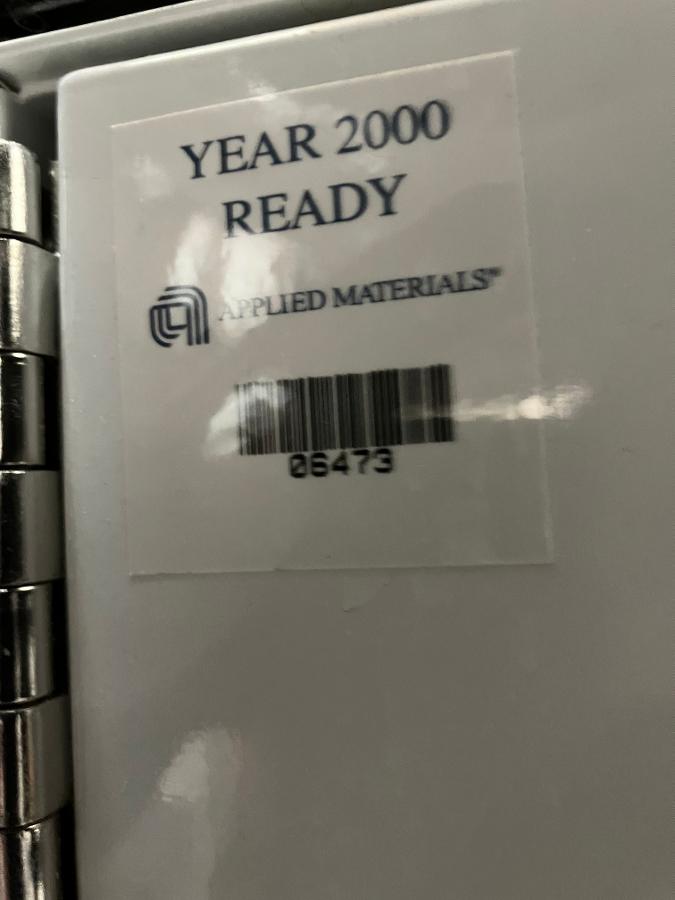 YEAR 2000
READY
APPLIED MATERIALS®
06473